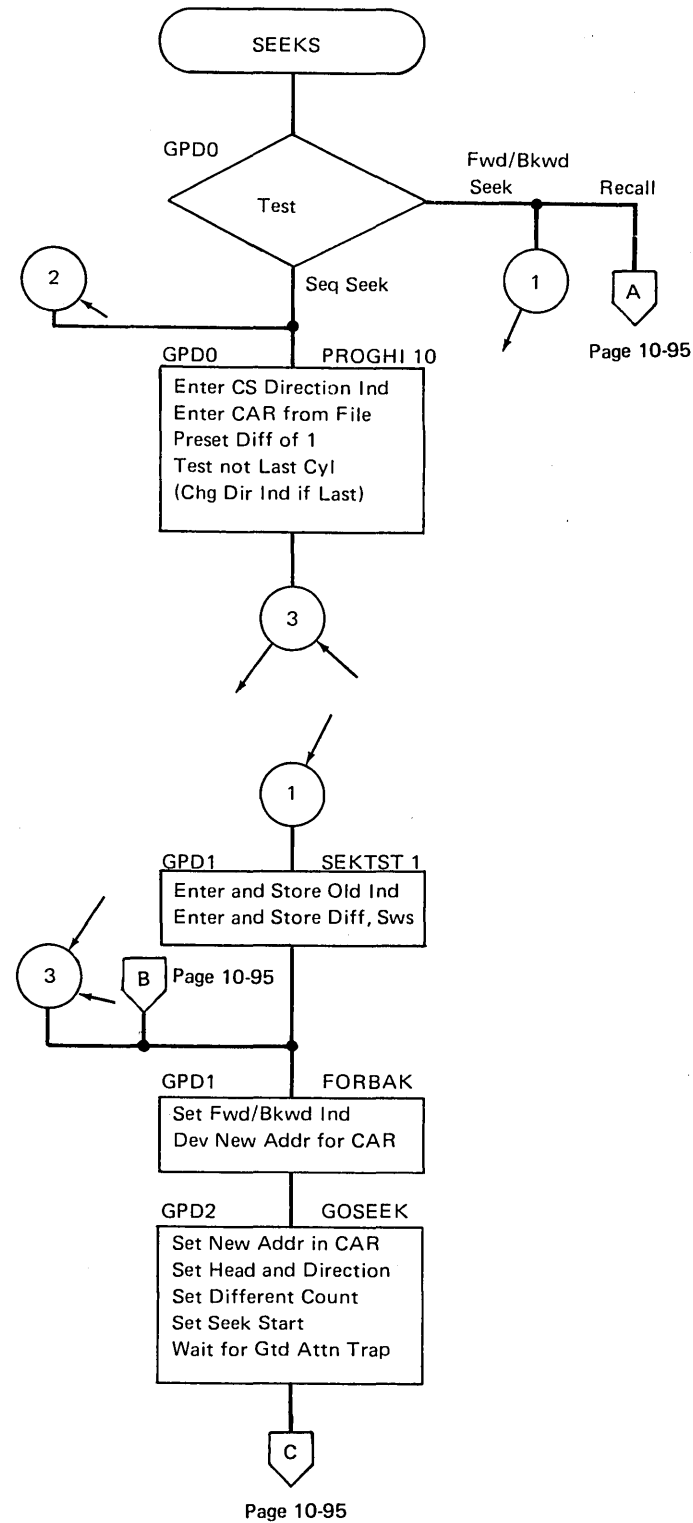 SEEKS
GPD0
Test
Fwd/Bkwd
Seek
Recall
2
Seq Seek
1
A
Page 10-95
GPD0 PROGHI 10
Enter CS Direction Ind
Enter CAR from File
Preset Diff of 1
Test not Last Cyl
(Chg Dir Ind if Last)
3
1
GPD1 SEKTST 1
Enter and Store Old Ind
Enter and Store Diff, Sws
3
B Page 10-95
GPD1 FORBAK
Set Fwd/Bkwd Ind
Dev New Addr for CAR
GPD2 GOSEEK
Set New Addr in CAR
Set Head and Direction
Set Different Count
Set Seek Start
Wait for Gtd Attn Trap
C
Page 10-95